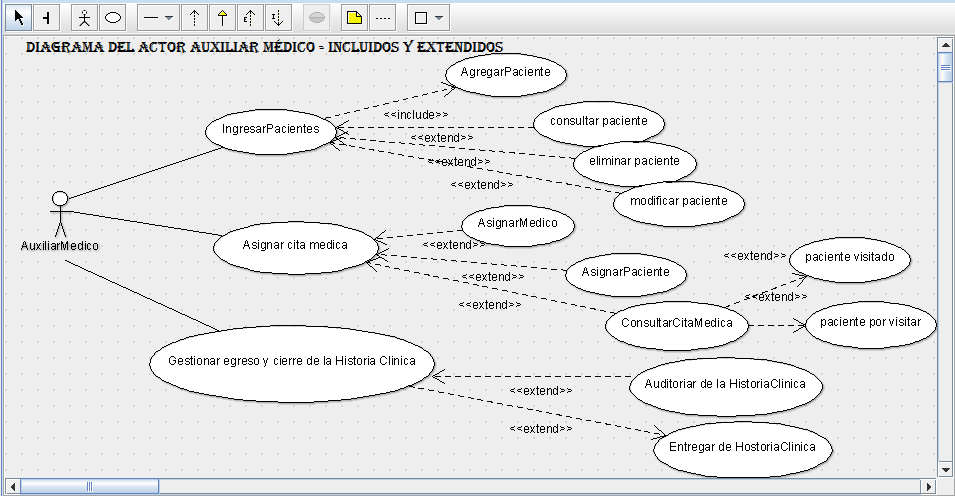 DIAGRAMA DEL ACTOR AUXILIAR MÉDICO - INCLUIDOS Y EXTENDIDOS
AgregarPaciente
<<include>>
IngresarPacientes
consultar paciente
<<extend>>
eliminar paciente
<<extend>>
<<extend>>
modificar paciente
AuxiliarMedico
AsignarMedico
Asignar cita medica
<<extend>>
<<extend>>
paciente visitado
AsignarPaciente
<<extend>>
<<extend>>
<<extend>>
ConsultarCitaMedica
paciente por visitar
Gestionar egreso y cierre de la Historia Clinica
Auditoriar de la HistoriaClinica
<<extend>>
<<extend>>
Entregar de HostoriaClinica